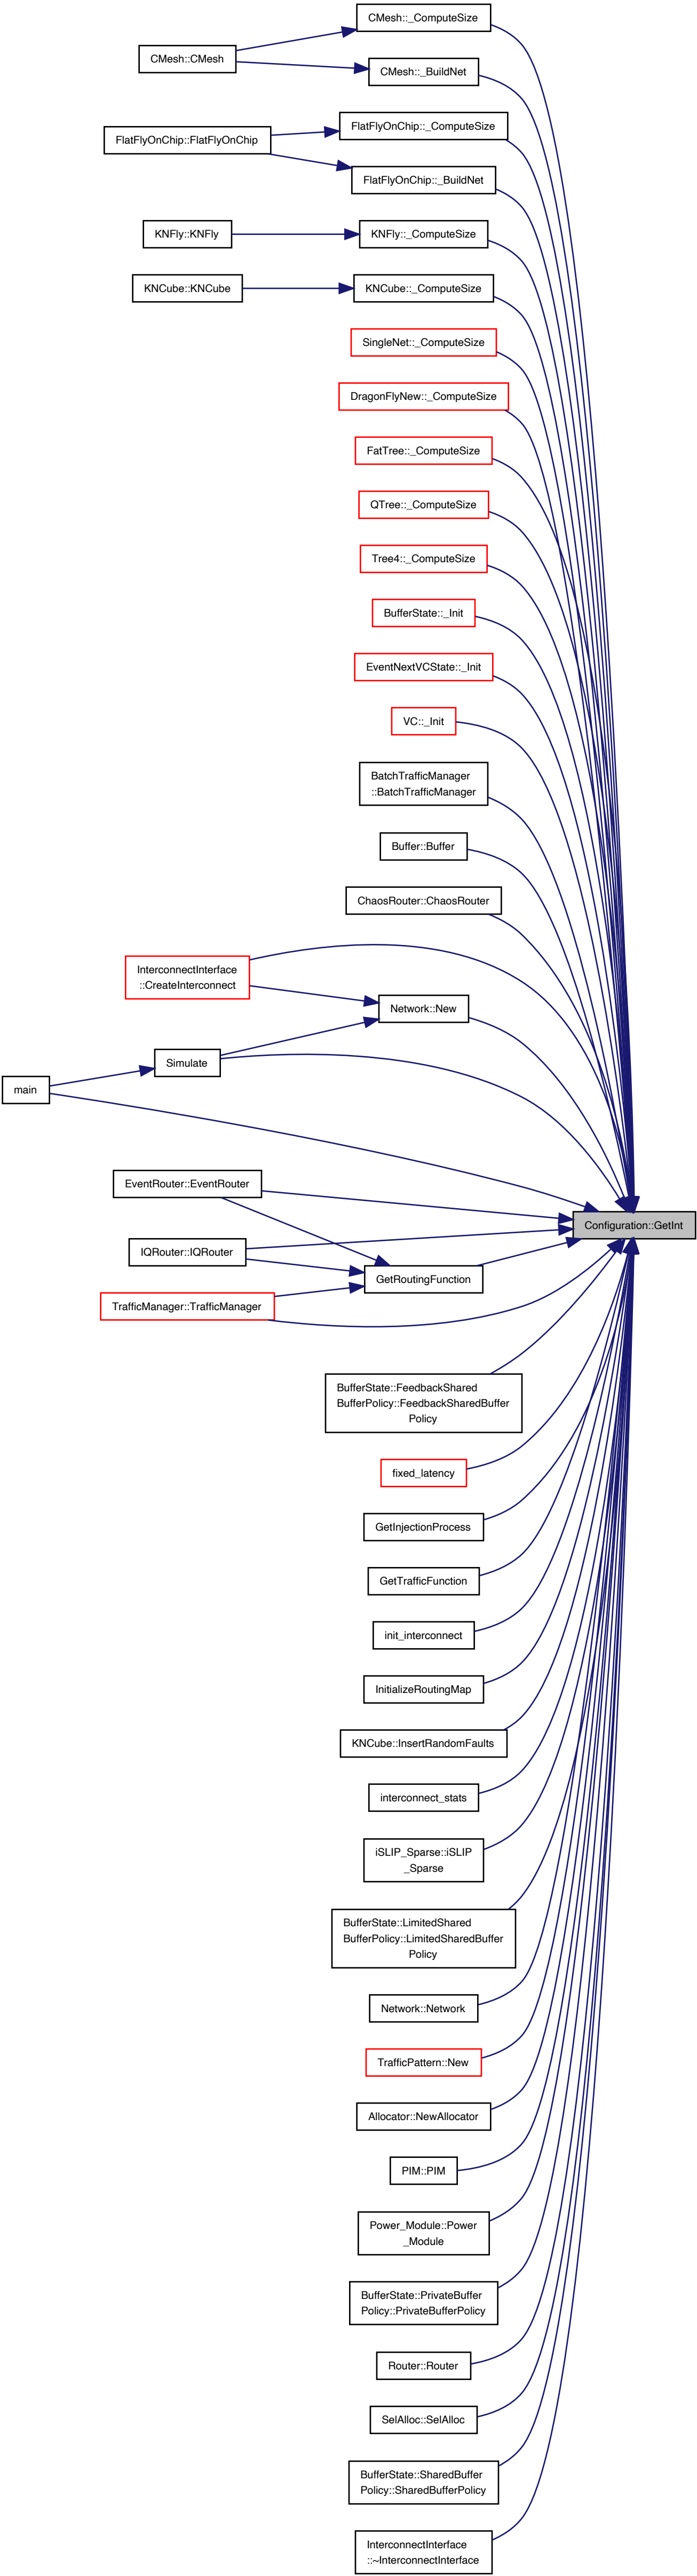 CMesh::_ComputeSize
CMesh::CMesh
CMesh::_BuildNet
FlatFlyOnChip::_ComputeSize
FlatFlyOnChip::FlatFlyOnChip
FlatFlyOnChip::_BuildNet
KNFly::KNFly
KNFly::_ComputeSize
KNCube::KNCube
KNCube::_ComputeSize
SingleNet::_ComputeSize
DragonFlyNew::_ComputeSize
FatTree::_ComputeSize
QTree::_ComputeSize
Tree4::_ComputeSize
BufferState::_Init
EventNextVCState::_Init
VC::_Init
BatchTrafficManager
::BatchTrafficManager
Buffer::Buffer
ChaosRouter::ChaosRouter
InterconnectInterface
::CreateInterconnect
Network::New
Simulate
main
EventRouter::EventRouter
Configuration::GetInt
IQRouter::IQRouter
GetRoutingFunction
TrafficManager::TrafficManager
BufferState::FeedbackShared
BufferPolicy::FeedbackSharedBuffer
Policy
fixed_latency
GetInjectionProcess
GetTrafficFunction
init_interconnect
InitializeRoutingMap
KNCube::InsertRandomFaults
interconnect_stats
iSLIP_Sparse::iSLIP
_Sparse
BufferState::LimitedShared
BufferPolicy::LimitedSharedBuffer
Policy
Network::Network
TrafficPattern::New
Allocator::NewAllocator
PIM::PIM
Power_Module::Power
_Module
BufferState::PrivateBuffer
Policy::PrivateBufferPolicy
Router::Router
SelAlloc::SelAlloc
BufferState::SharedBuffer
Policy::SharedBufferPolicy
InterconnectInterface
::~InterconnectInterface